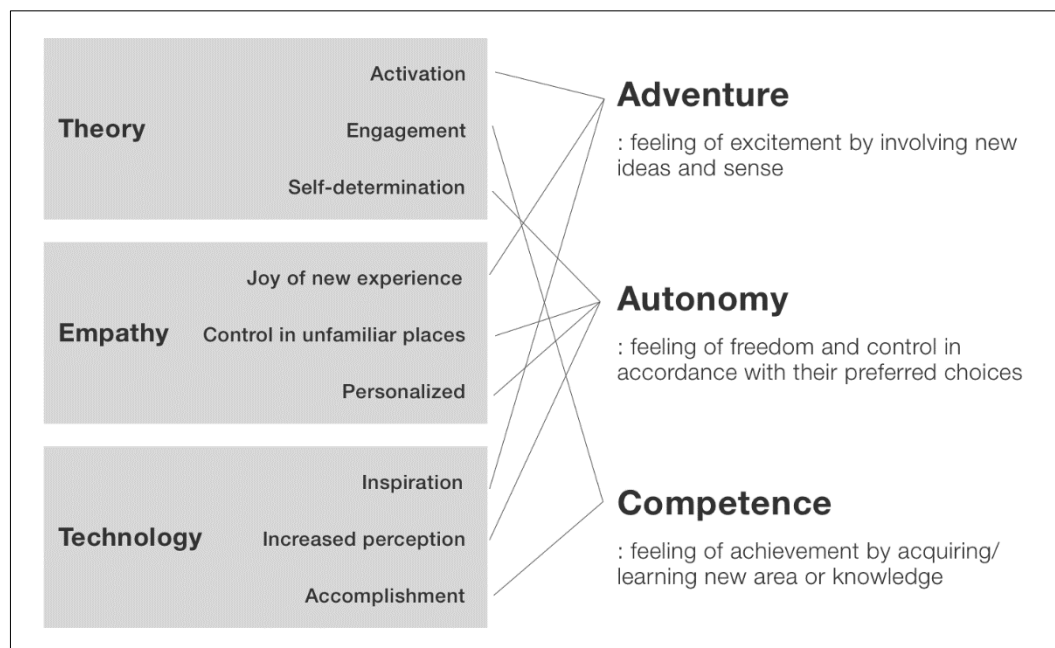 Theory
Activation
Engagement
Self-determination
Empathy
Joy of new experience
Control in unfamiliar places
Personalized
Technology
Inspiration
Increased perception
Accomplishment
Adventure
: feeling of excitement by involving new
ideas and sense
Autonomy
: feeling of freedom and control in
accordance with their preferred choices
Competence
: feeling of achievement by acquiring/
learning new area or knowledge